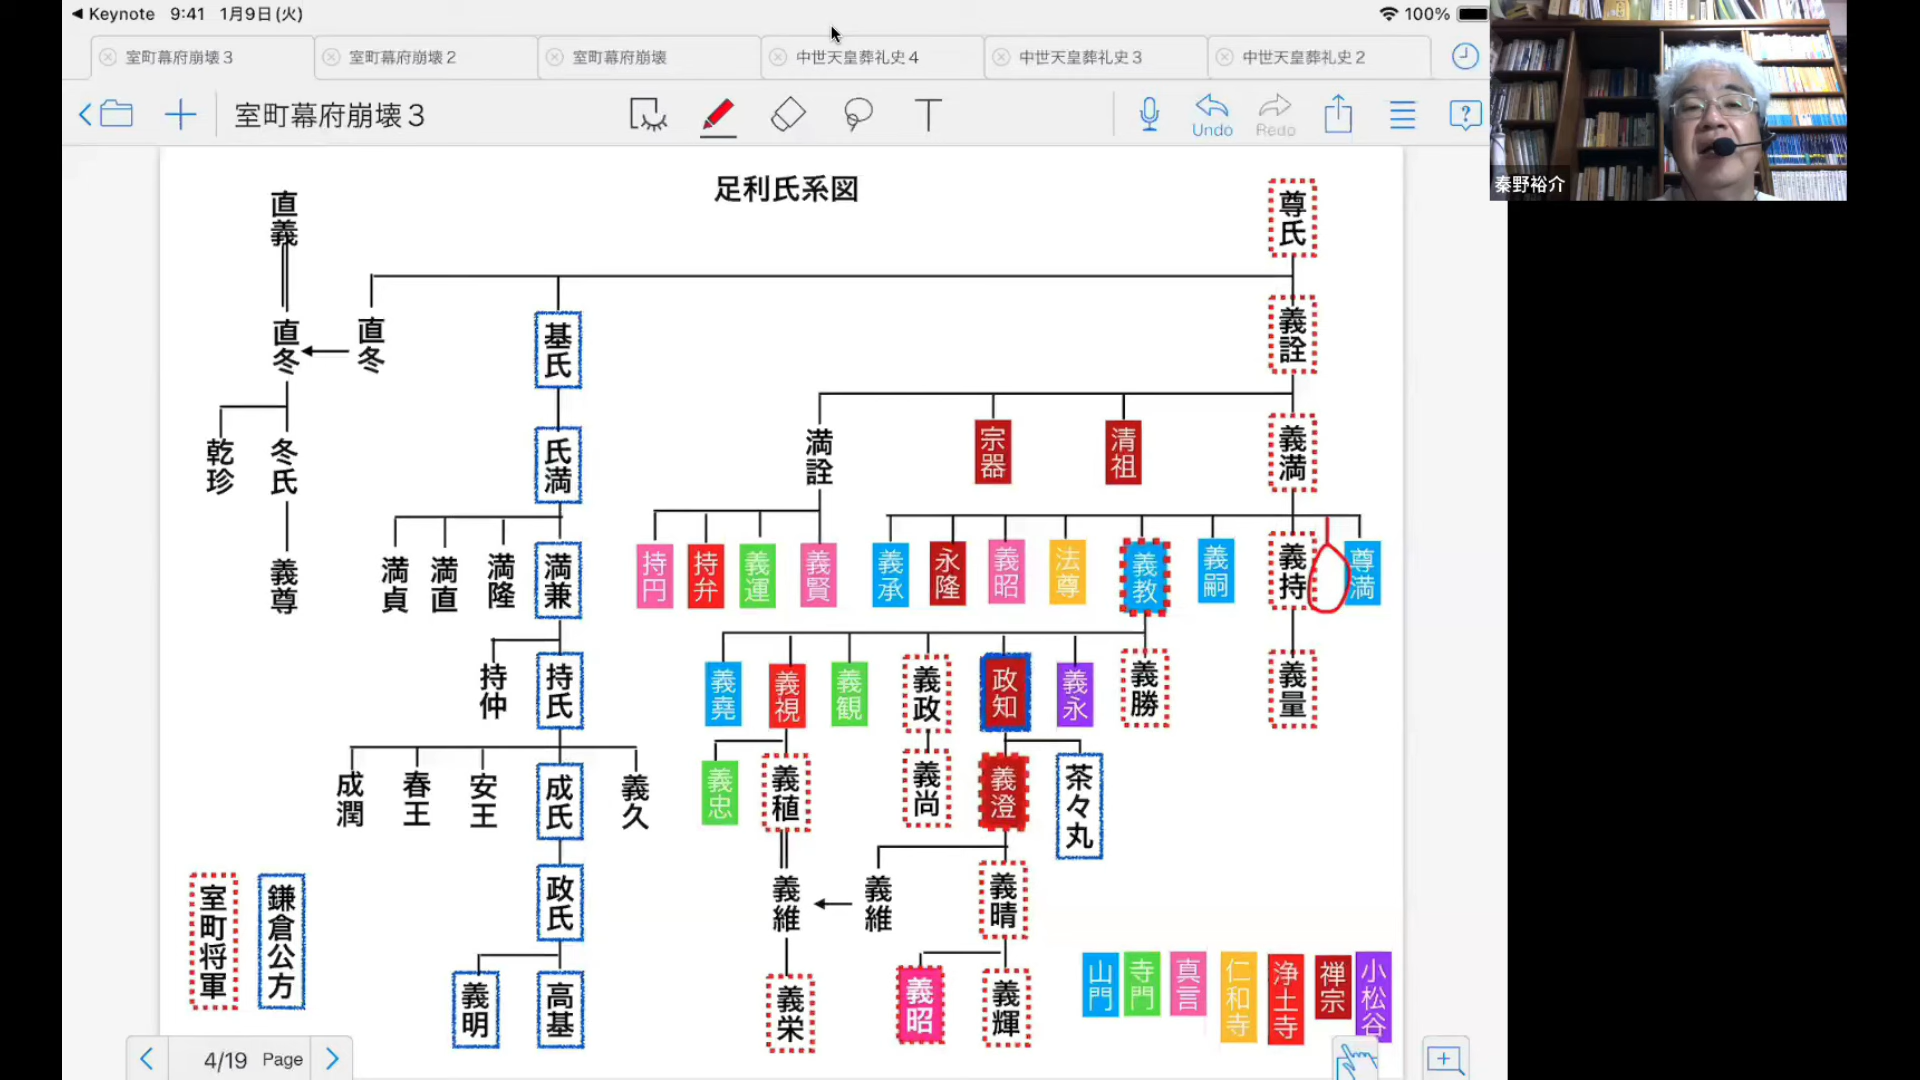 Keynote 9:41 1月9日(火)
100%
室町幕府崩壊３
室町幕府崩壊２
室町幕府崩壊
中世天皇葬礼史４
中世天皇葬礼史３
中世天皇葬礼史２
室町幕府崩壊３
T
Undo
Redo
?
秦野裕介
足利氏系図
尊氏
直義
義詮
基氏
直冬
直冬
義満
清祖
宗器
満詮
氏満
冬氏
乾珍
尊満
義持
義嗣
義教
法尊
義昭
永隆
義承
義賢
義運
持弁
持円
満兼
満隆
満直
満貞
義尊
義量
義勝
義永
政知
義政
義観
義視
義堯
持氏
持仲
茶々丸
義澄
義尚
義稙
義忠
義久
成氏
安王
春王
成潤
義晴
義維
義維
政氏
鎌倉公方
室町将軍
義輝
義昭
義栄
高基
義明
山門
寺門
真言
仁和寺
浄土寺
禅宗
小松谷
4/19 Page